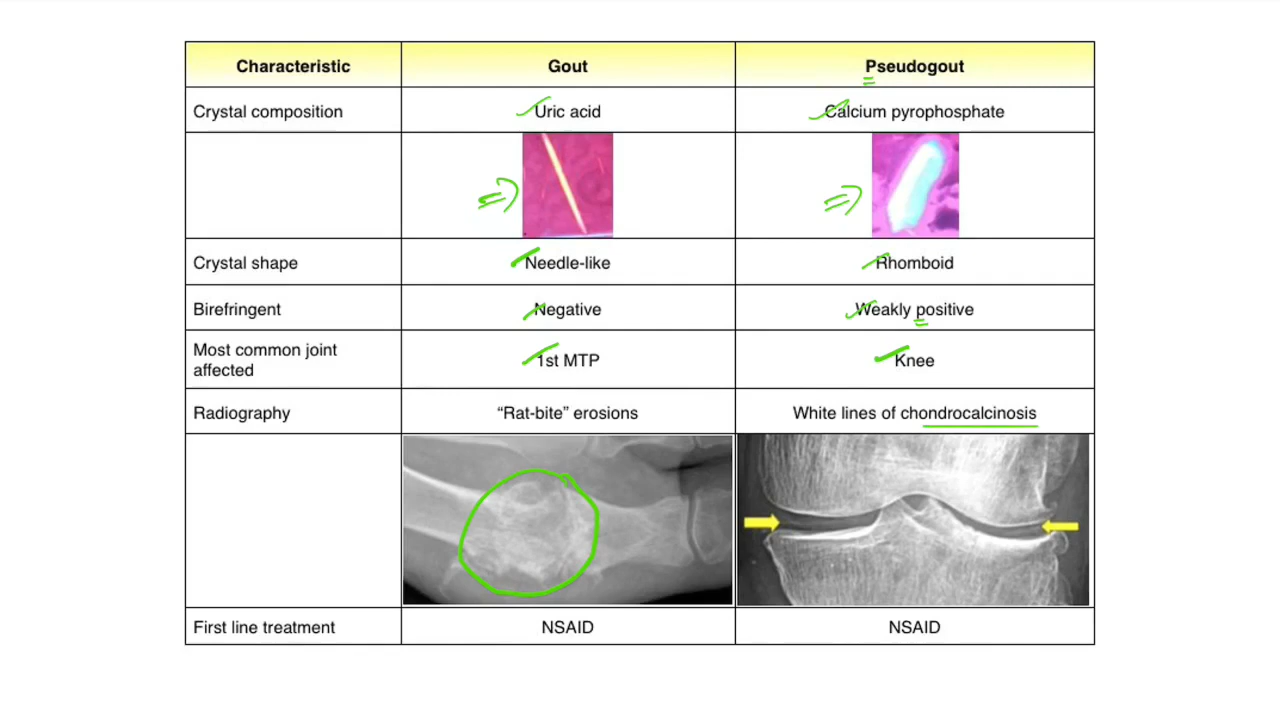 Characteristic Gout Pseudogout
Crystal composition Uric acid Calcium pyrophosphate
Crystal shape Needle-like Rhomboid
Birefringent Negative Weakly positive
Most common joint
affected 1st MTP Knee
Radiography “Rat-bite” erosions White lines of chondrocalcinosis
First line treatment NSAID NSAID